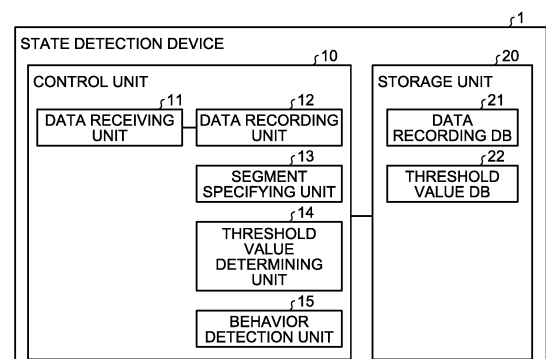 1
STATE DETECTION DEVICE
10
CONTROL UNIT
11
DATA RECEIVING
UNIT
12
DATA RECORDING
UNIT
13
SEGMENT
SPECIFYING UNIT
14
THRESHOLD
VALUE
DETERMINING
UNIT
15
BEHAVIOR
DETECTION UNIT
20
STORAGE UNIT
21
DATA
RECORDING DB
22
THRESHOLD
VALUE DB